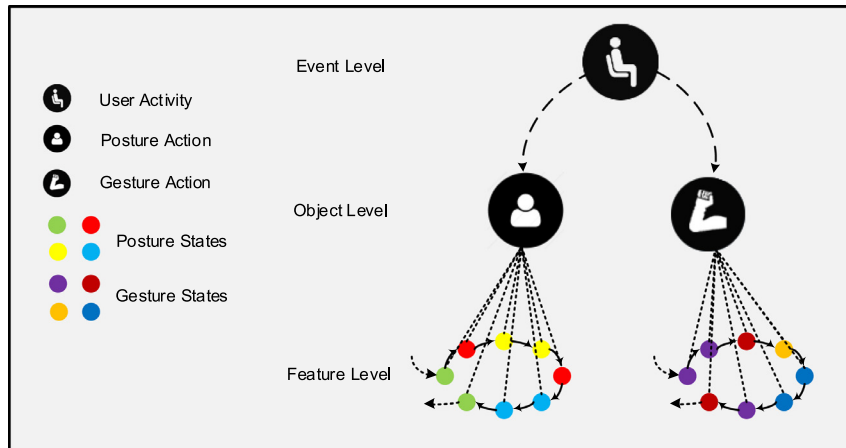 Event Level
User Activity
Posture Action
Gesture Action
Object Level
Posture States
Gesture States
Feature Level